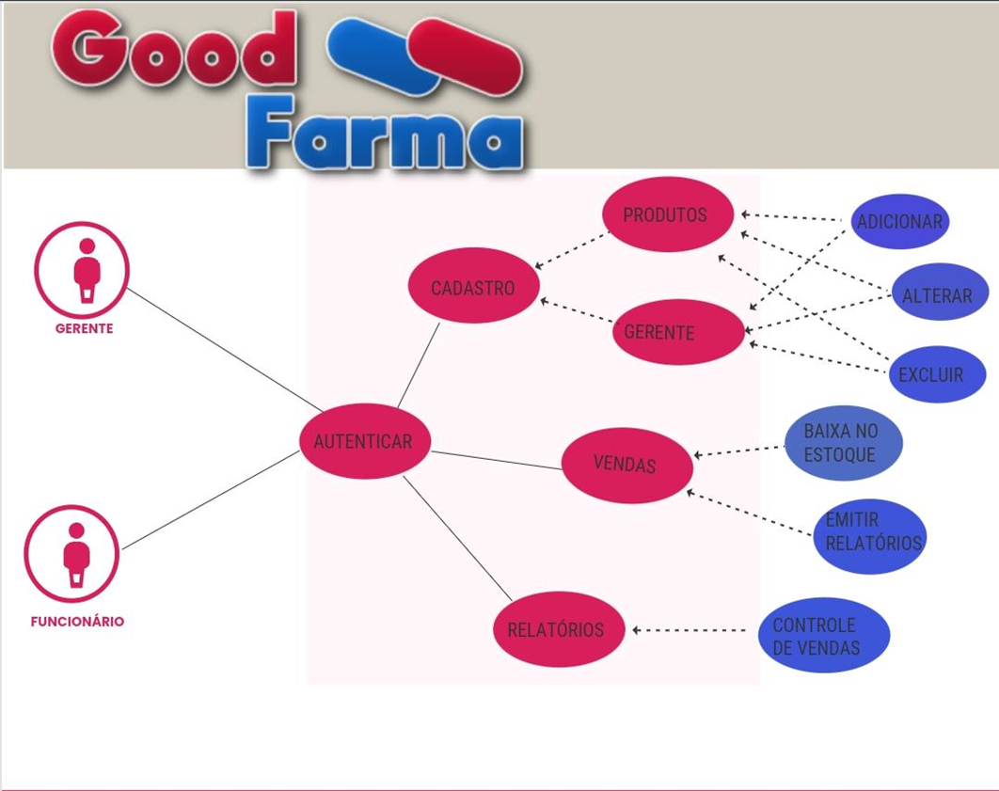 Good
Farma
PRODUTOS
ADICIONAR
CADASTRO
ALTERAR
GERENTE
GERENTE
EXCLUIR
AUTENTICAR
BAIXA NO
ESTOQUE
VENDAS
EMITIR
RELATÓRIOS
FUNCIONÁRIO
RELATÓRIOS
CONTROLE
DE VENDAS